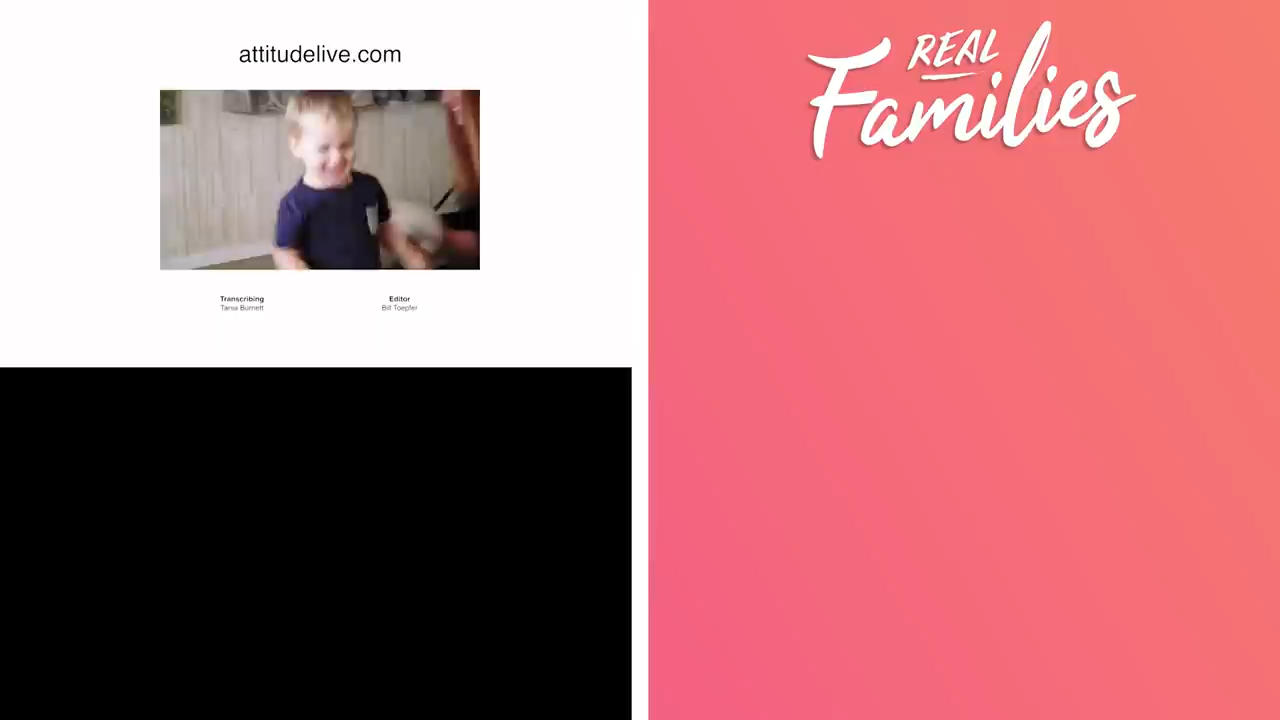 attitudelive.com
Transcribing
Tania Burnett
Editor
Bill Toepfer
REAL
Families